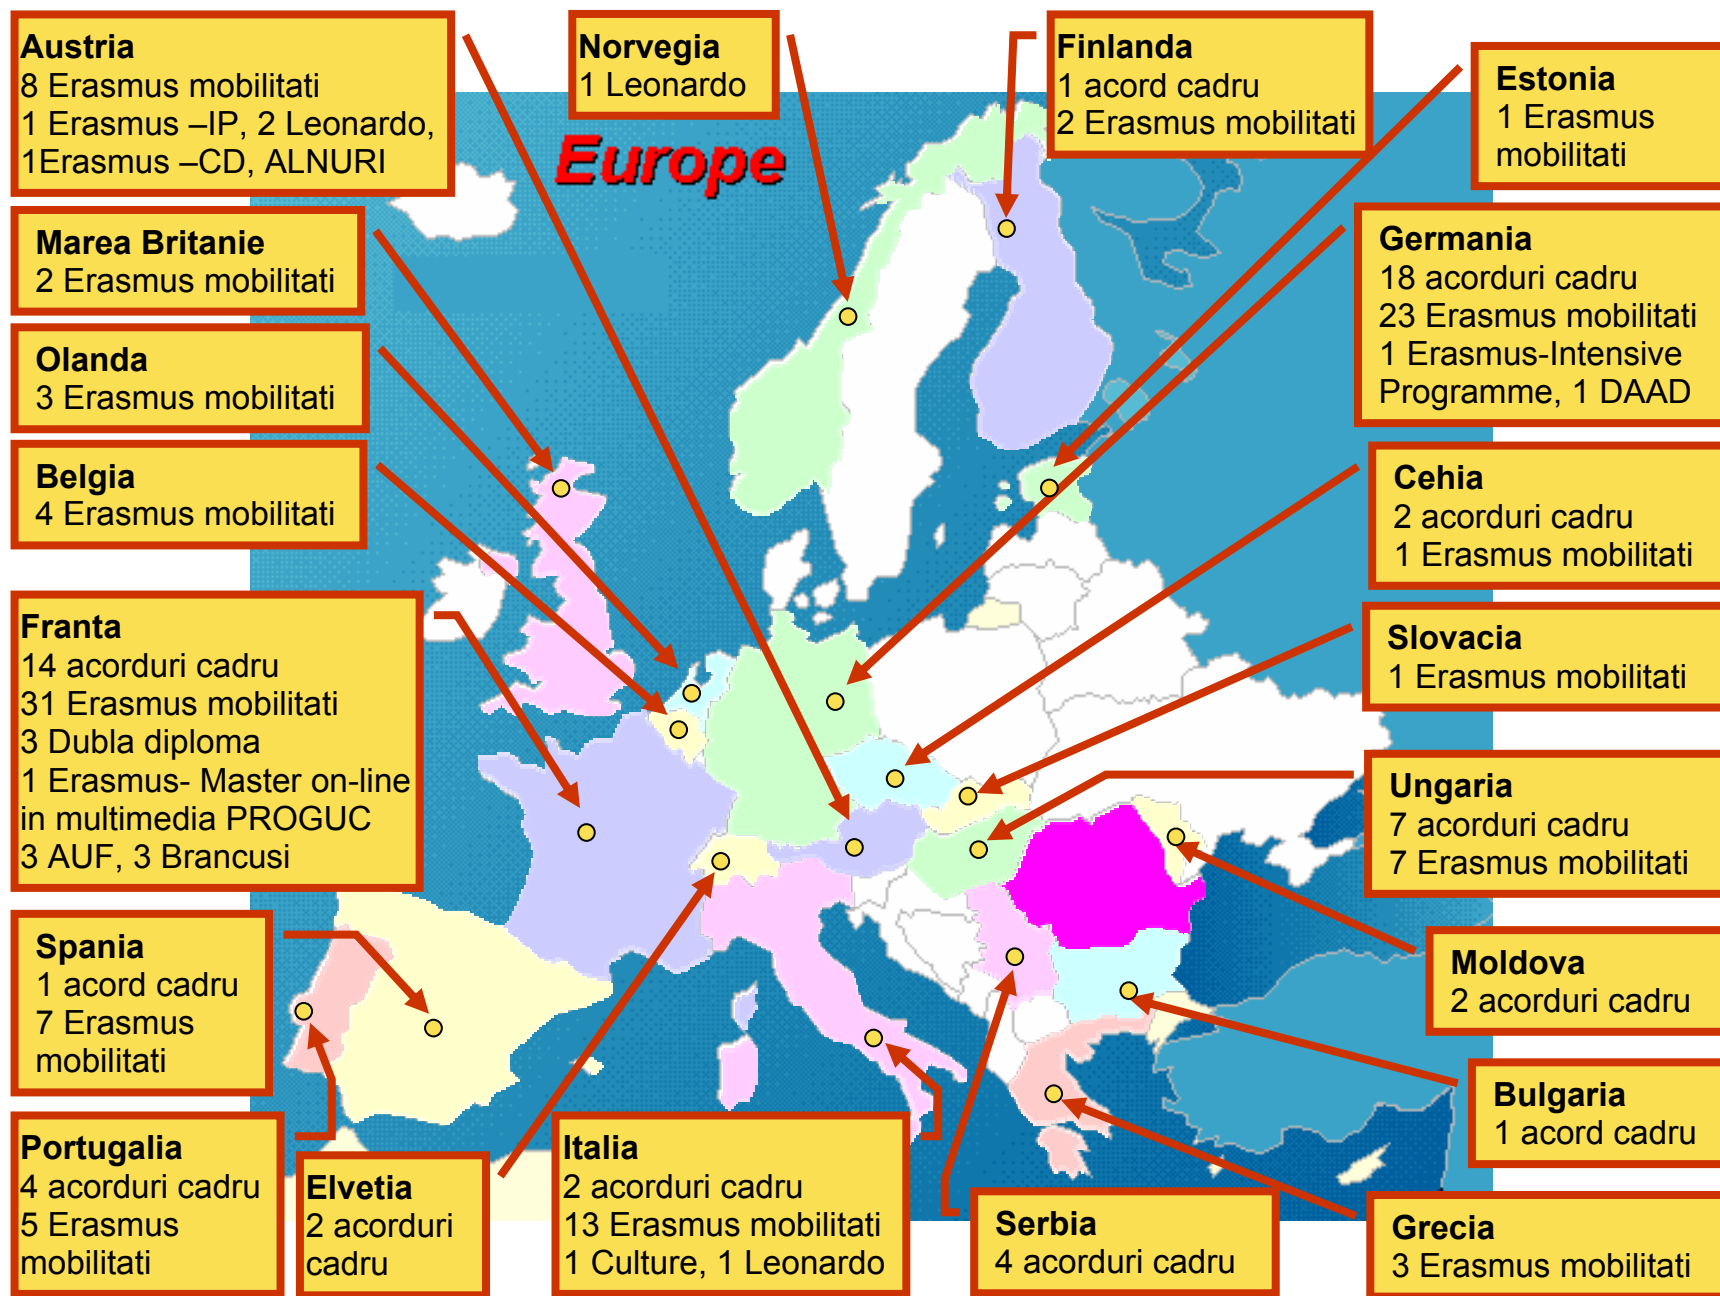 Austria
8 Erasmus mobilitati
1 Erasmus –IP, 2 Leonardo,
1Erasmus –CD, ALNURI
Norvegia
1 Leonardo
Finlanda
1 acord cadru
2 Erasmus mobilitati
Estonia
1 Erasmus
mobilitati
Europe
Marea Britanie
2 Erasmus mobilitati
Germania
18 acorduri cadru
23 Erasmus mobilitati
1 Erasmus-Intensive
Programme, 1 DAAD
Olanda
3 Erasmus mobilitati
Belgia
4 Erasmus mobilitati
Cehia
2 acorduri cadru
1 Erasmus mobilitati
Franta
14 acorduri cadru
31 Erasmus mobilitati
3 Dubla diploma
1 Erasmus- Master on-line
in multimedia PROGUC
3 AUF, 3 Brancusi
Slovacia
1 Erasmus mobilitati
Ungaria
7 acorduri cadru
7 Erasmus mobilitati
Spania
1 acord cadru
7 Erasmus
mobilitati
Moldova
2 acorduri cadru
Bulgaria
1 acord cadru
Portugalia
4 acorduri cadru
5 Erasmus
mobilitati
Elvetia
2 acorduri
cadru
Italia
2 acorduri cadru
13 Erasmus mobilitati
1 Culture, 1 Leonardo
Serbia
4 acorduri cadru
Grecia
3 Erasmus mobilitati